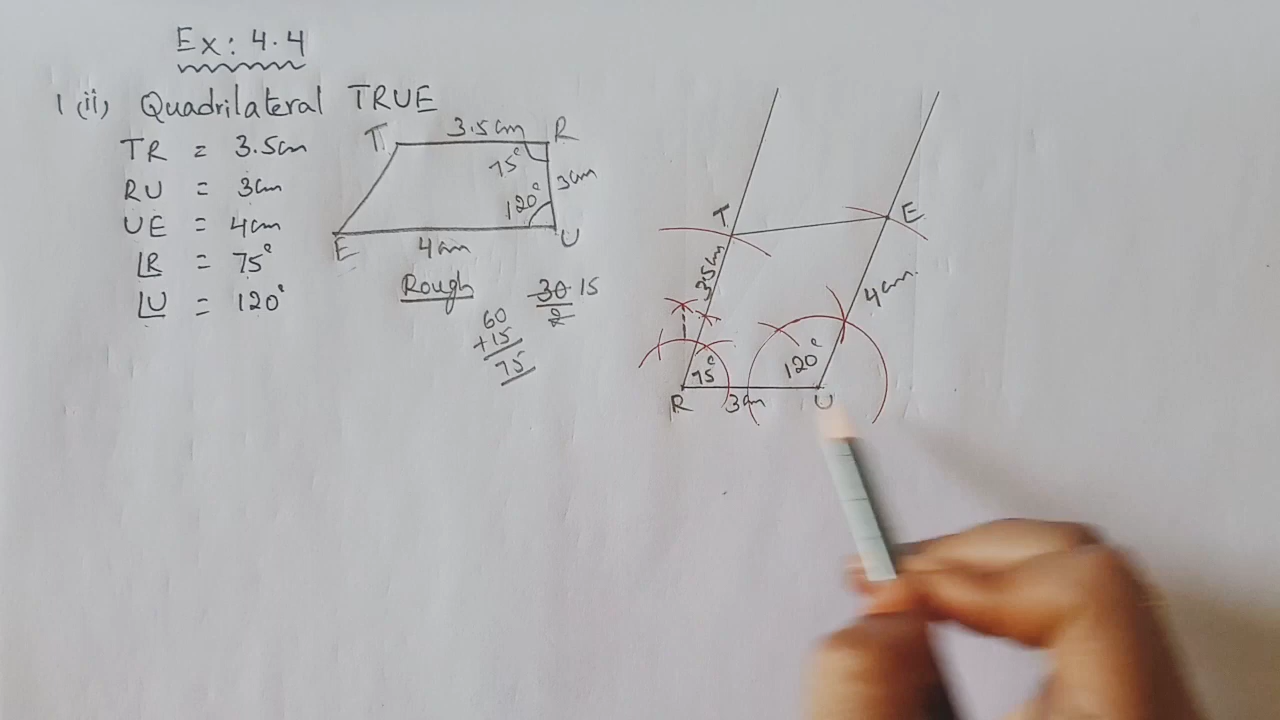 Ex: 4.4
1 (ii) Quadrilateral TRUE
TR = 3.5cm
RU = 3cm
UE = 4cm
∠R = 75°
∠U = 120°
T 3.5cm R
75°
3cm
120°
E 4cm U
Rough
30 15
2
60
+15
75
T E
3.5cm
4cm.
75° 120°
R 3cm U